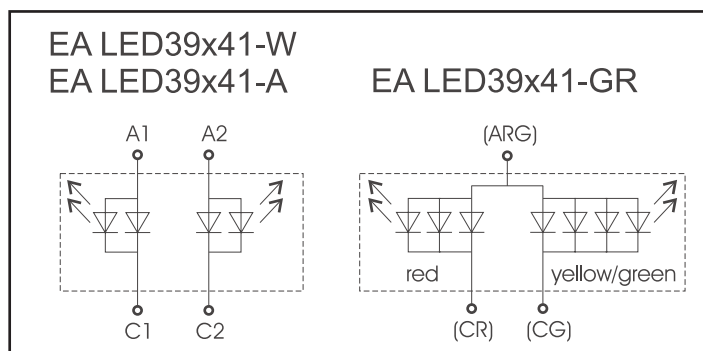 EA LED39x41-W
EA LED39x41-A
EA LED39x41-GR
A1 A2
(ARG)
red
yellow/green
C1 C2
(CR) (CG)